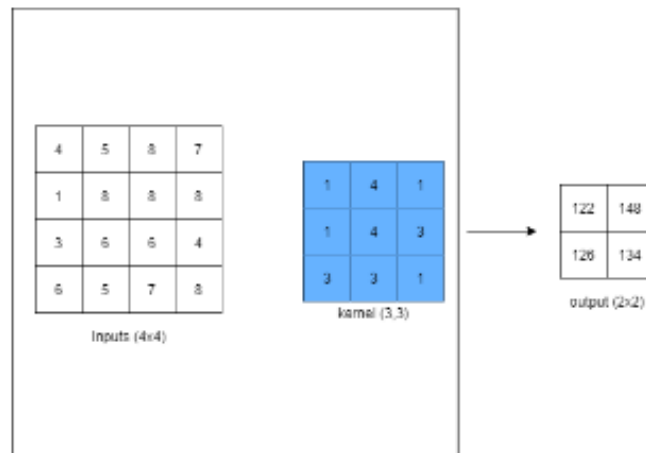 4 5 8 7
1 8 8 8
3 6 6 4
6 5 7 8
Inputs (4x4)
1 4 1
1 4 3
3 3 1
kernel (3,3)
122 148
126 134
output (2x2)